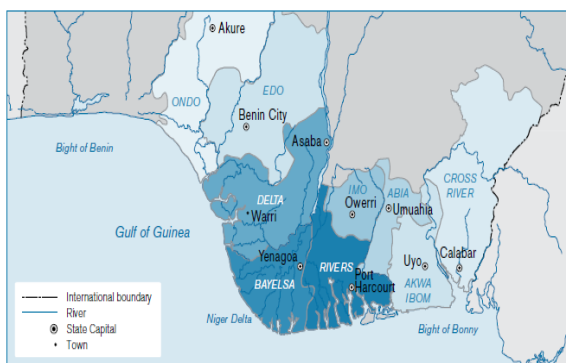 Akure
EDO
ONDO
Benin City
Asaba
Bight of Benin
CROSS
RIVER
IMO
ABIA
Owerri
Umuahia
DELTA
Warri
Gulf of Guinea
Yenagoa
RIVERS
Uyo
Calabar
BAYELSA
Port
Harcourt
AKWA
IBOM
Niger Delta
Bight of Bonny
International boundary
River
State Capital
Town